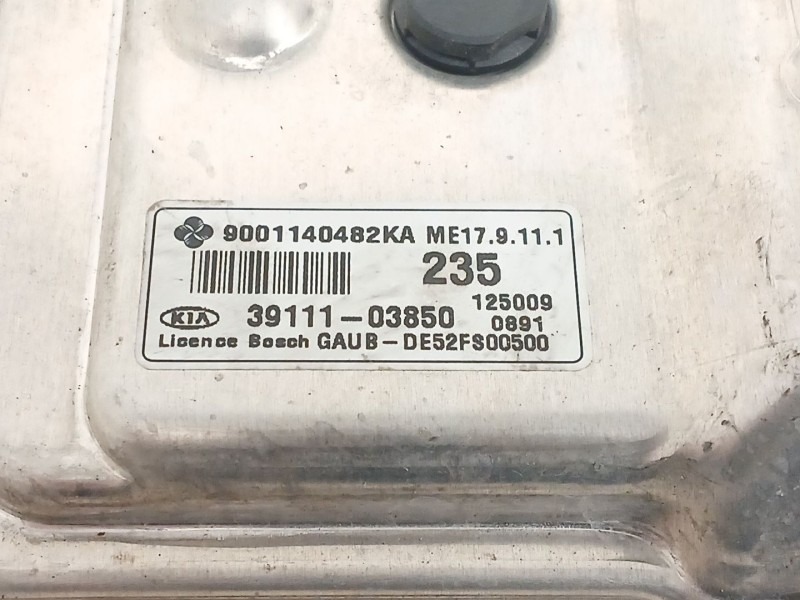 9001140482KA ME17.9.11.1
235
125009
KIA 39111-03850 0891
Licence Bosch GAUB-DE52FS00500